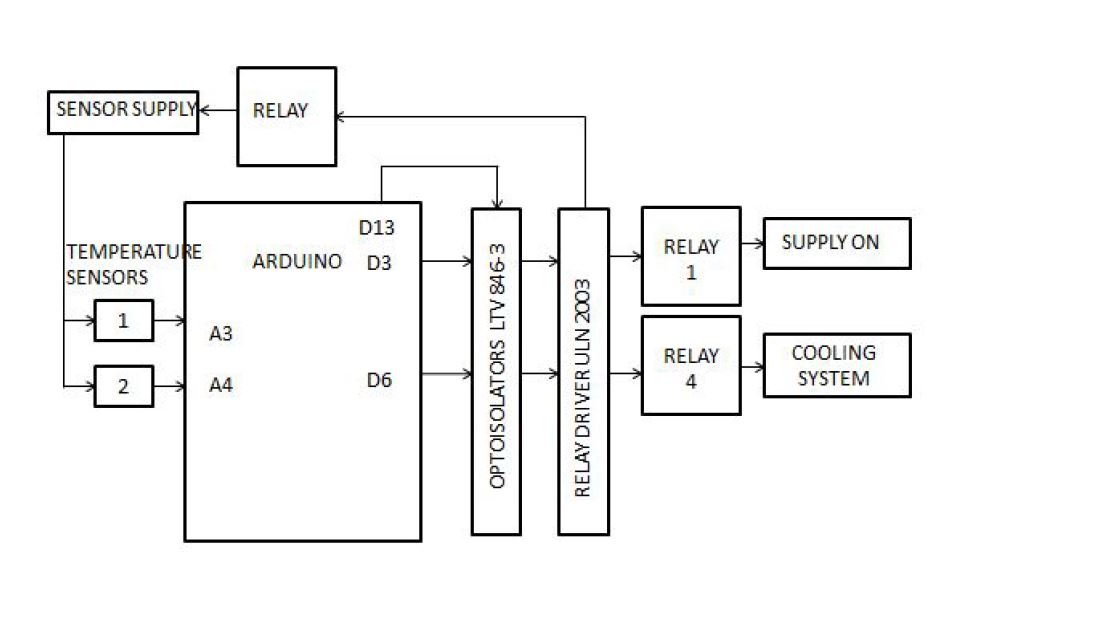 SENSOR SUPPLY
RELAY
TEMPERATURE
SENSORS
1
2
ARDUINO
D13
D3
A3
A4
D6
OPTOISOLATORS LTV 846-3
RELAY DRIVER ULN 2003
RELAY
1
SUPPLY ON
RELAY
4
COOLING
SYSTEM